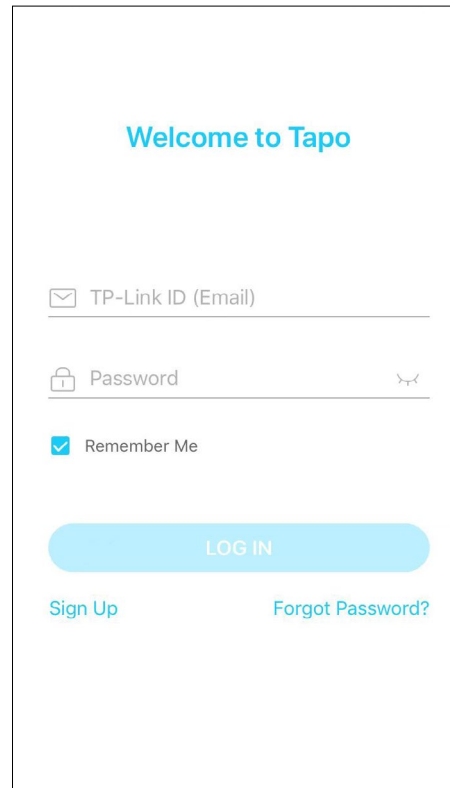 Welcome to Tapo
TP-Link ID (Email)
Password
Remember Me
LOG IN
Sign Up
Forgot Password?